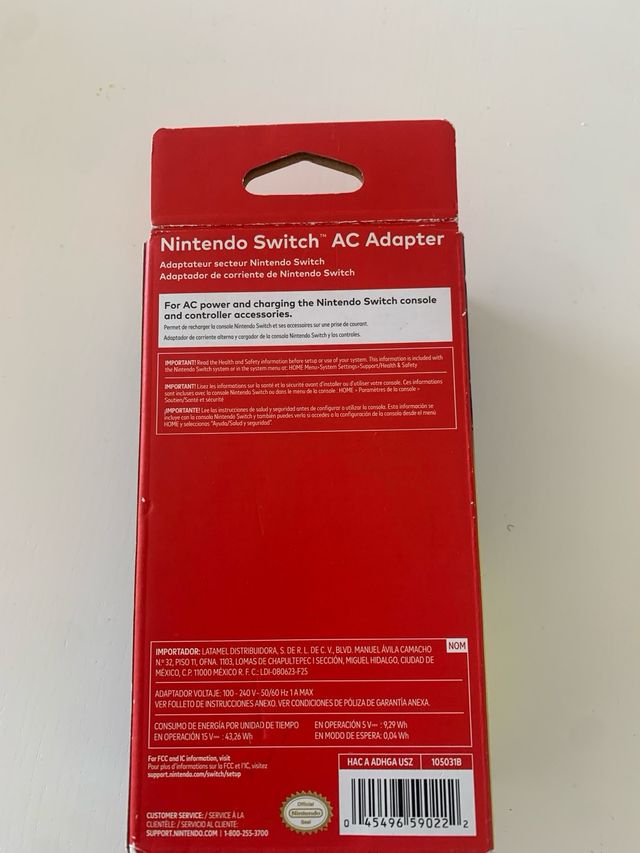 Nintendo Switch™ AC Adapter
Adaptateur secteur Nintendo Switch
Adaptador de corriente de Nintendo Switch
For AC power and charging the Nintendo Switch console
and controller accessories.
Permet de recharger la console Nintendo Switch et ses accessoires sur une prise de courant.
Adaptador de corriente alterna y cargador de la consola Nintendo Switch y los controles.
IMPORTANT! Read the Health and Safety information before setup or use of your system. This information is included with
the Nintendo Switch system or in the system menu at: HOME Menu>System Settings>Support/Health & Safety
IMPORTANT! Lisez les informations sur la santé et la sécurité avant d'installer ou d'utiliser votre console. Ces informations
sont incluses avec la console Nintendo Switch ou dans le menu de la console : HOME > Paramètres de la console >
Soutien/Santé et sécurité
¡IMPORTANTE! Lee las instrucciones de salud y seguridad antes de configurar o utilizar la consola. Esta información se
incluye con la consola Nintendo Switch y también puedes verla si accedes a la configuración de la consola desde el menú
HOME y seleccionas "Ayuda/Salud y seguridad".
IMPORTADOR: LATAMEL DISTRIBUIDORA, S. DE R. L. DE C. V., BLVD. MANUEL ÁVILA CAMACHO
N.º 32, PISO 11, OFNA. 1103, LOMAS DE CHAPULTEPEC I SECCIÓN, MIGUEL HIDALGO, CIUDAD DE
MÉXICO, C.P. 11000 MÉXICO R. F. C.: LDI-080623-F25
NOM
ADAPTADOR VOLTAJE: 100 - 240 V~ 50/60 Hz 1 A MAX
VER FOLLETO DE INSTRUCCIONES ANEXO. VER CONDICIONES DE PÓLIZA DE GARANTÍA ANEXA.
CONSUMO DE ENERGÍA POR UNIDAD DE TIEMPO EN OPERACIÓN 5 V⎓ : 9,29 Wh
EN OPERACIÓN 15 V⎓ : 43,26 Wh EN MODO DE ESPERA: 0,04 Wh
For FCC and IC information, visit
Pour plus d'informations sur la FCC et l'IC, visitez
support.nintendo.com/switch/setup
HAC A ADHGA USZ 105031B
CUSTOMER SERVICE: / SERVICE À LA
CLIENTÈLE: / SERVICIO AL CLIENTE:
SUPPORT.NINTENDO.COM | 1-800-255-3700
Official
Nintendo
Seal
0 45496 59022 2